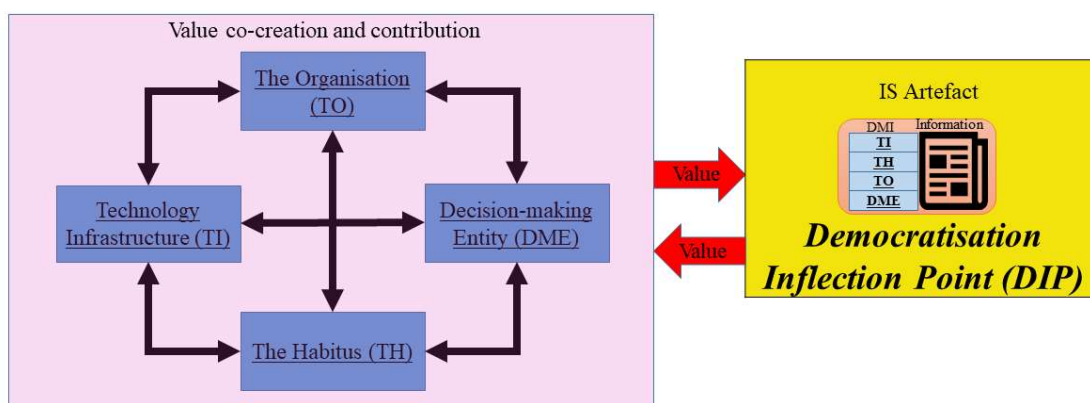 Value co-creation and contribution
The Organisation
(TO)
Technology
Infrastructure (TI)
Decision-making
Entity (DME)
The Habitus (TH)
Value
Value
IS Artefact
DMI
Information
TI
TH
TO
DME
Democratisation
Inflection Point (DIP)